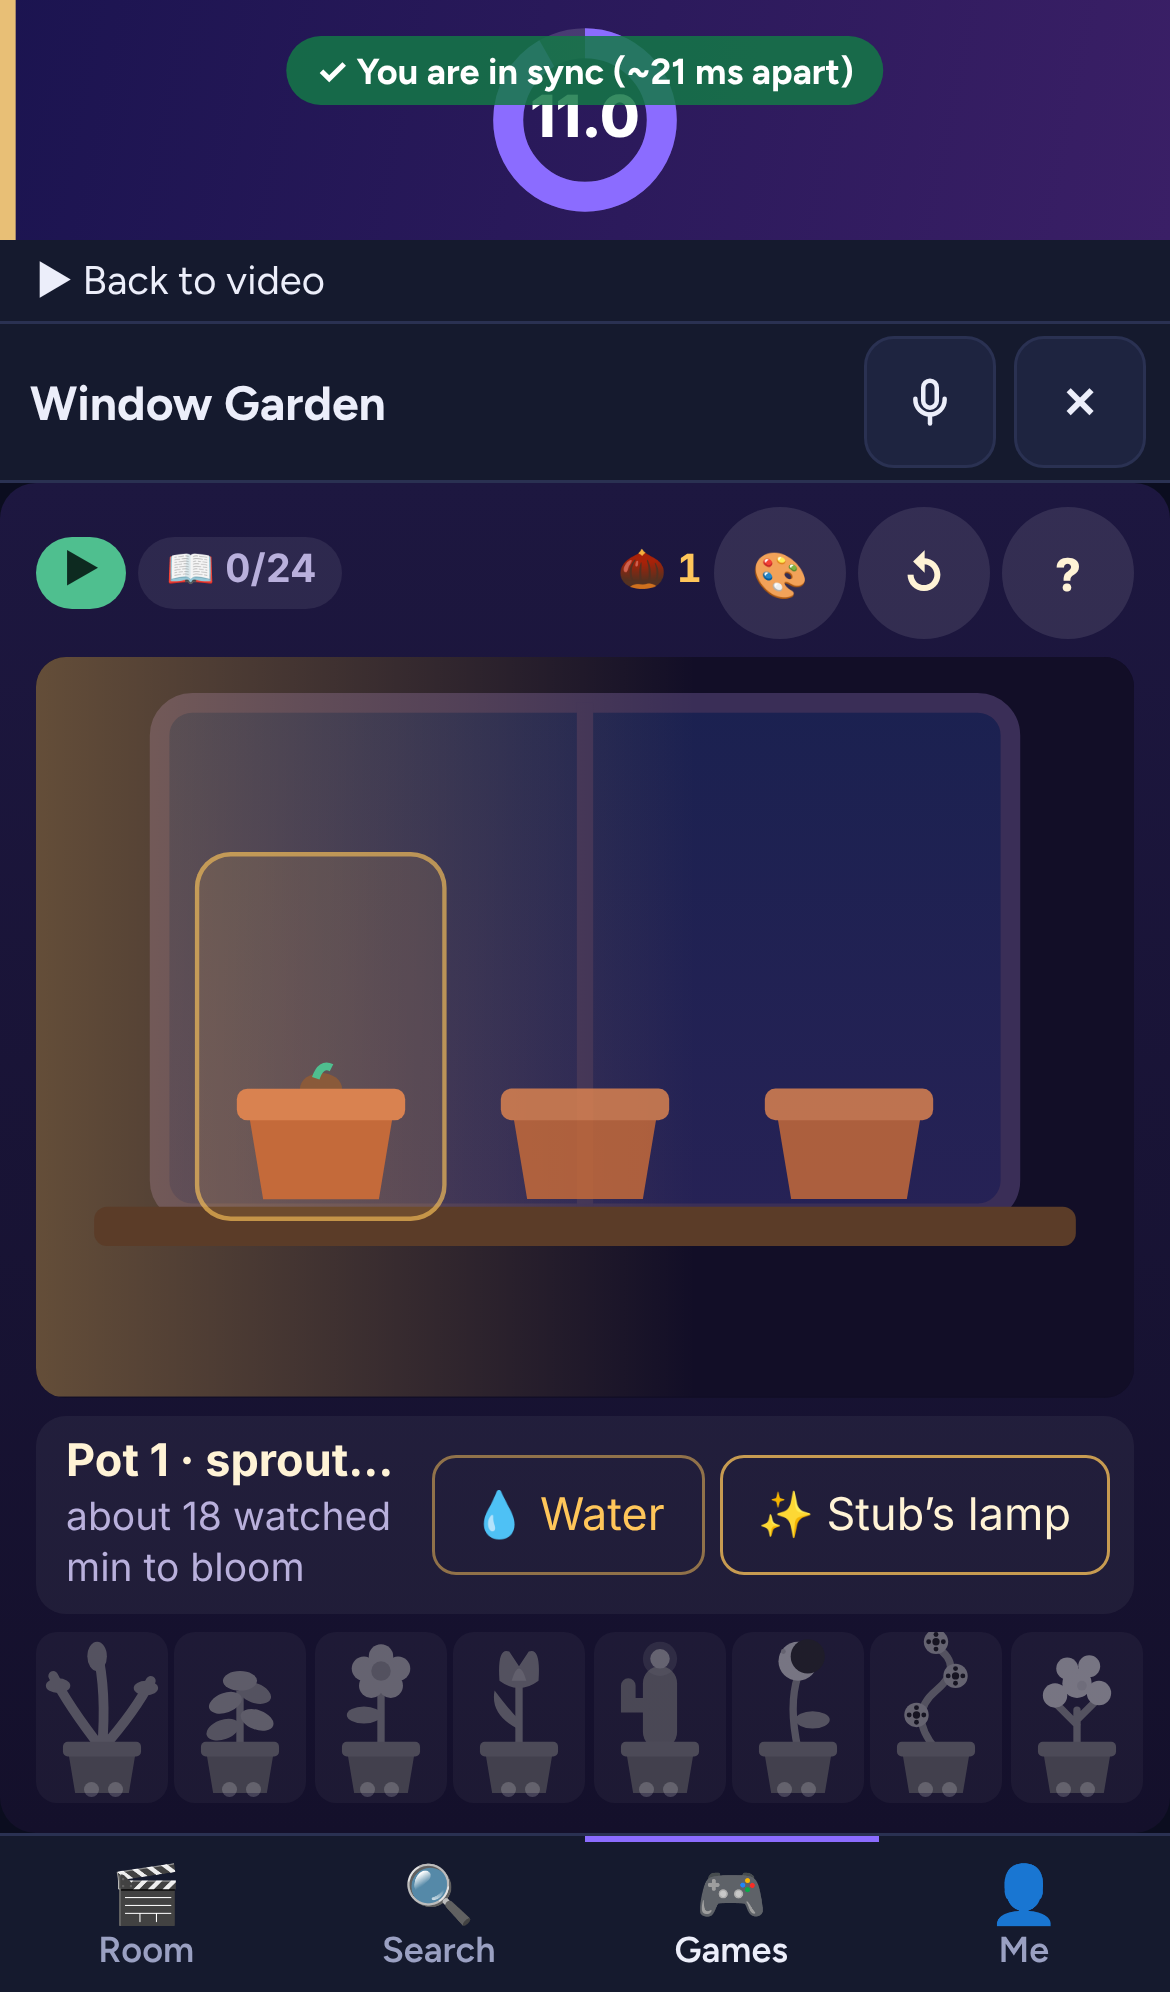 ✓ You are in sync (~21 ms apart)
11.0
▶ Back to video
Window Garden
0/24
1
?
Pot 1 · sprout...
about 18 watched
min to bloom
Water
Stub’s lamp
Room
Search
Games
Me